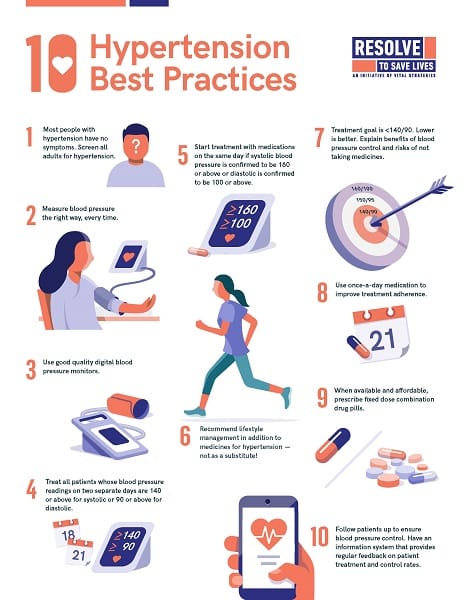 10 Hypertension
Best Practices
RESOLVE
TO SAVE LIVES
AN INITIATIVE OF VITAL STRATEGIES
1
Most people with
hypertension have no
symptoms. Screen all
adults for hypertension.
?
2
Measure blood pressure
the right way, every time.
3
Use good quality digital blood
pressure monitors.
4
Treat all patients whose blood pressure
readings on two separate days are 140
or above for systolic or 90 or above for
diastolic.
18
21
≥140
≥90
5
Start treatment with medications
on the same day if systolic blood
pressure is confirmed to be 160
or above or diastolic is confirmed
to be 100 or above.
≥160
≥100
6
Recommend lifestyle
management in addition to
medicines for hypertension —
not as a substitute!
7
Treatment goal is <140/90. Lower
is better. Explain benefits of blood
pressure control and risks of not
taking medicines.
160/100
150/95
140/90
8
Use once-a-day medication to
improve treatment adherence.
21
9
When available and affordable,
prescribe fixed dose combination
drug pills.
10
Follow patients up to ensure
blood pressure control. Have an
information system that provides
regular feedback on patient
treatment and control rates.